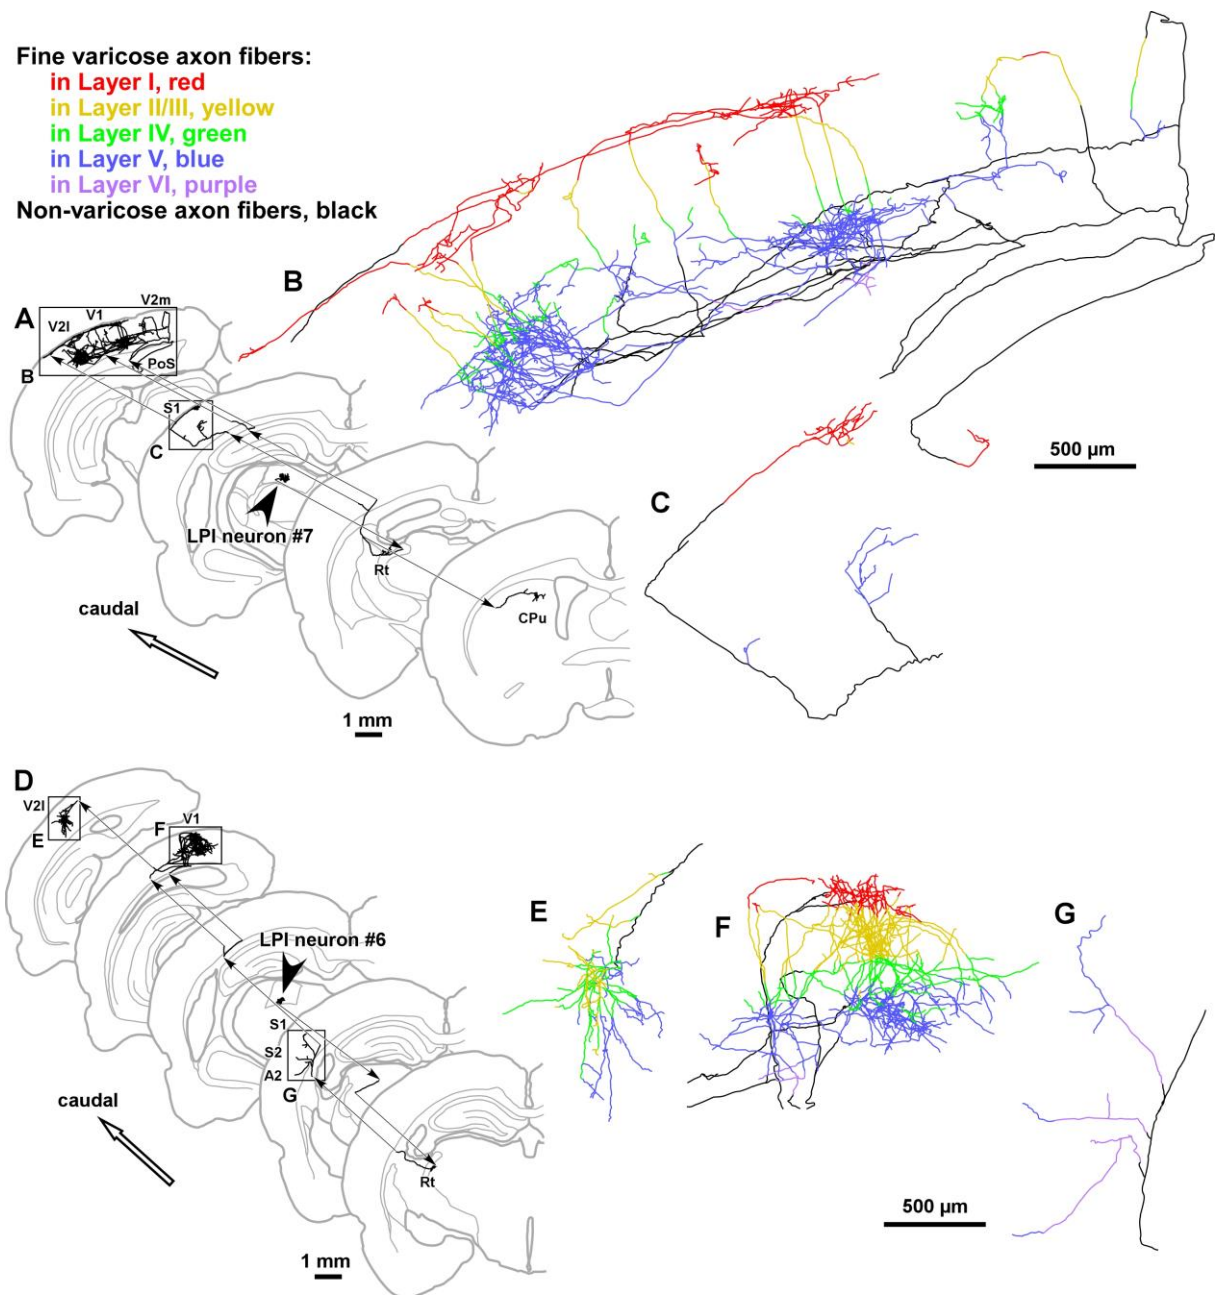 Fine varicose axon fibers:
in Layer I, red
in Layer II/III, yellow
in Layer IV, green
in Layer V, blue
in Layer VI, purple
Non-varicose axon fibers, black
B
A
V2m
V1
V2l
PoS
B
S1
C
LPI neuron #7
Rt
CPu
caudal
1 mm
500 µm
C
D
V2l
E
V1
F
LPI neuron #6
S1
S2
A2
G
caudal
Rt
1 mm
E
F
G
500 µm